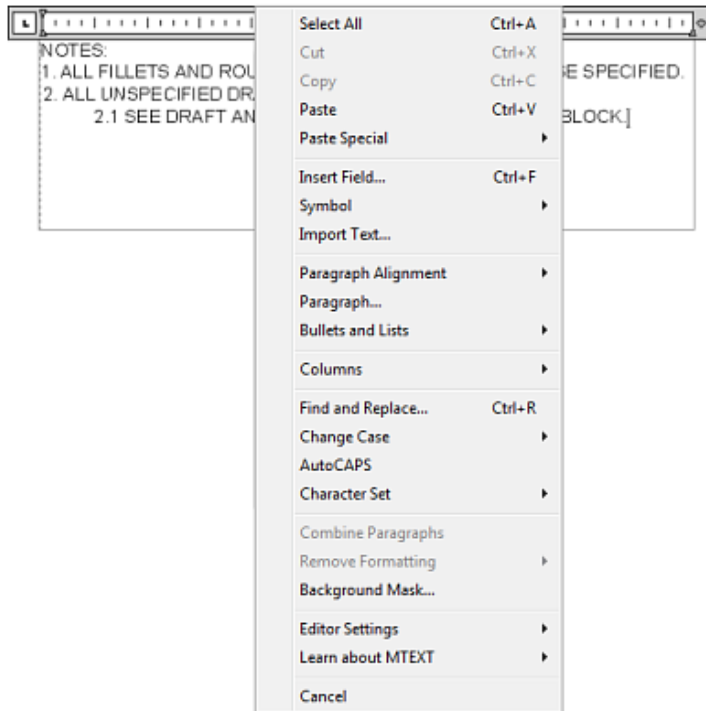 NOTES:
1. ALL FILLETS AND ROU
E SPECIFIED.
2. ALL UNSPECIFIED DR
2.1 SEE DRAFT AN
BLOCK.
Select All Ctrl+A
Cut Ctrl+X
Copy Ctrl+C
Paste Ctrl+V
Paste Special
Insert Field... Ctrl+F
Symbol
Import Text...
Paragraph Alignment
Paragraph...
Bullets and Lists
Columns
Find and Replace... Ctrl+R
Change Case
AutoCAPS
Character Set
Combine Paragraphs
Remove Formatting
Background Mask...
Editor Settings
Learn about MTEXT
Cancel